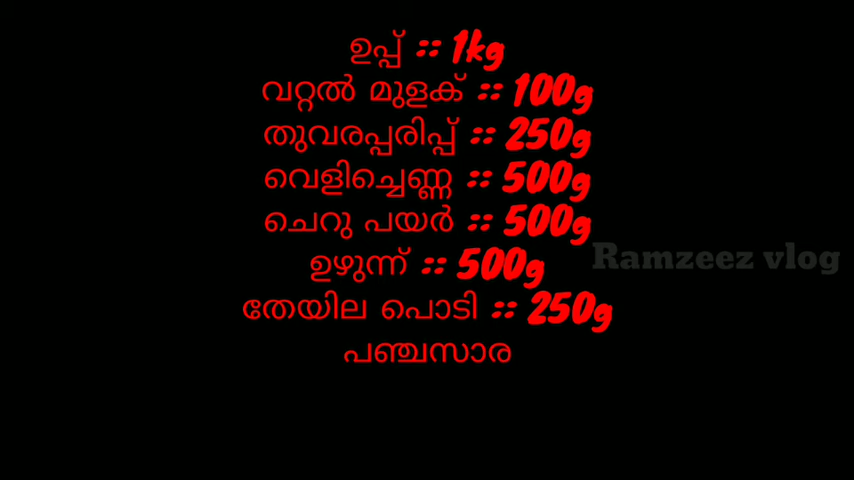 ഉപ്പ് :: 1kg
വറ്റൽ മുളക് :: 100g
തുവരപ്പരിപ്പ് :: 250g
വെളിച്ചെണ്ണ :: 500g
ചെറു പയർ :: 500g
ഉഴുന്ന് :: 500g
തേയില പൊടി :: 250g
പഞ്ചസാര
Ramzeez vlog